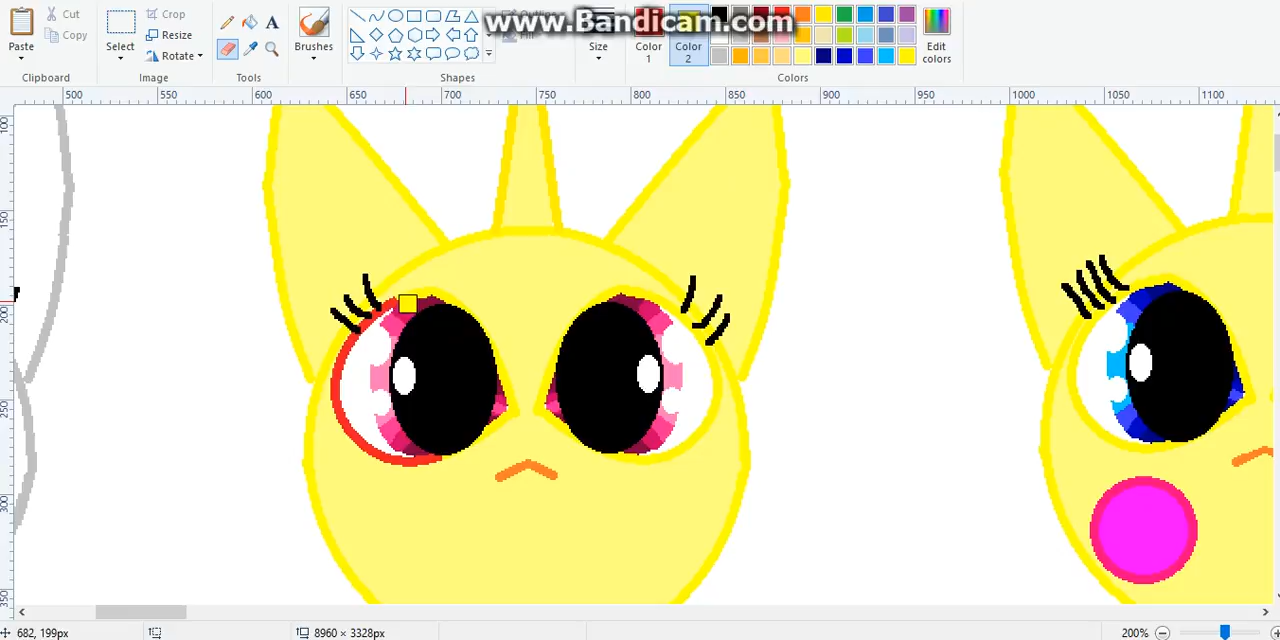 www.Bandicam.com
Cut
Crop
Outline
Paste
Copy
Select
Resize
Rotate
Brushes
Fill
Size
Color
1
Color
2
Edit
colors
Clipboard
Image
Tools
Shapes
Colors
500 550 600 650 700 750 800 850 900 950 1000 1050 1100
100
150
200
250
300
350
682, 199px
8960 × 3328px
200%